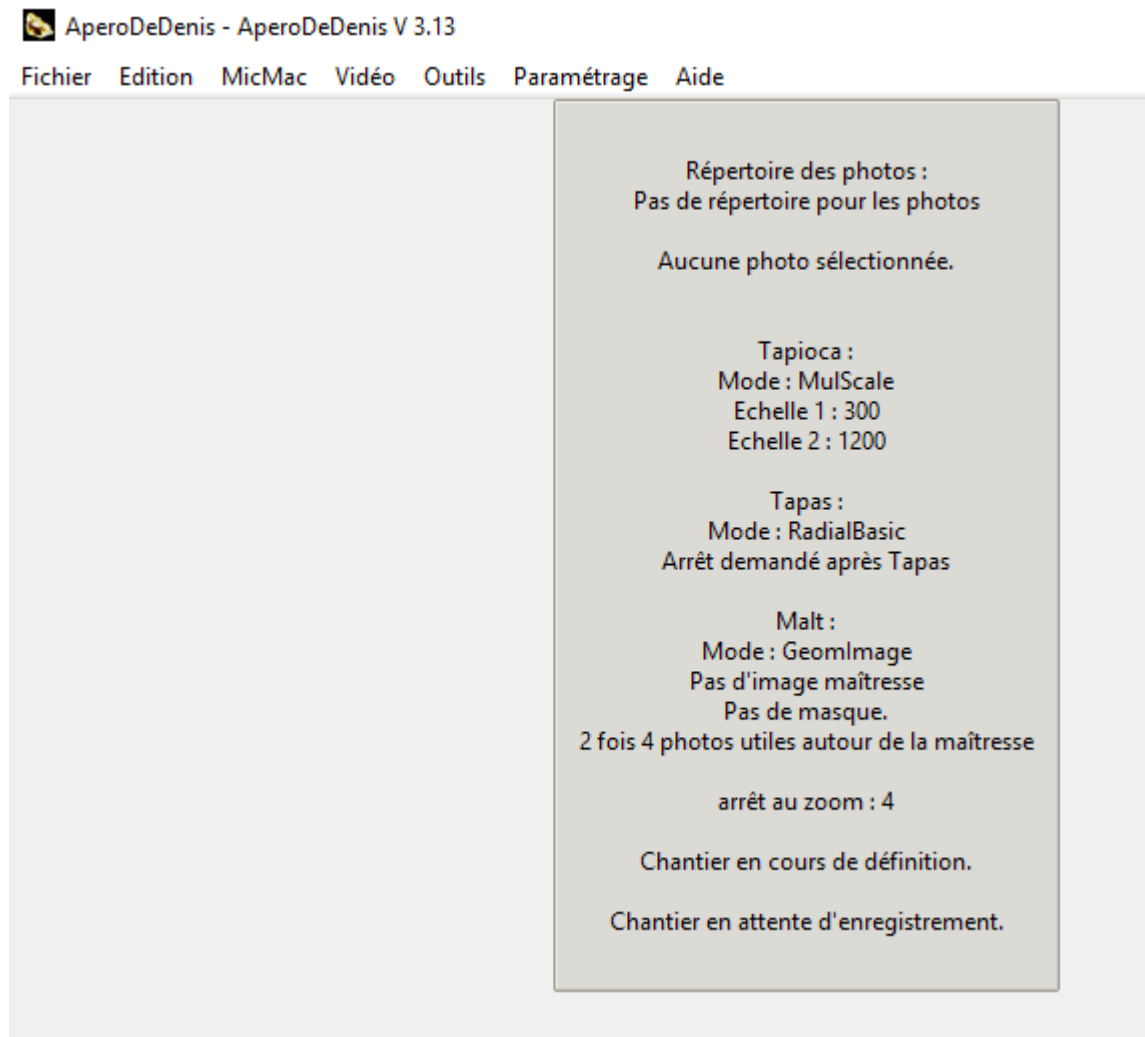 AperoDeDenis - AperoDeDenis V 3.13
Fichier Edition MicMac Vidéo Outils Paramétrage Aide
Répertoire des photos :
Pas de répertoire pour les photos
Aucune photo sélectionnée.
Tapioca :
Mode : MulScale
Echelle 1 : 300
Echelle 2 : 1200
Tapas :
Mode : RadialBasic
Arrêt demandé après Tapas
Malt :
Mode : GeomImage
Pas d'image maîtresse
Pas de masque.
2 fois 4 photos utiles autour de la maîtresse
arrêt au zoom : 4
Chantier en cours de définition.
Chantier en attente d'enregistrement.